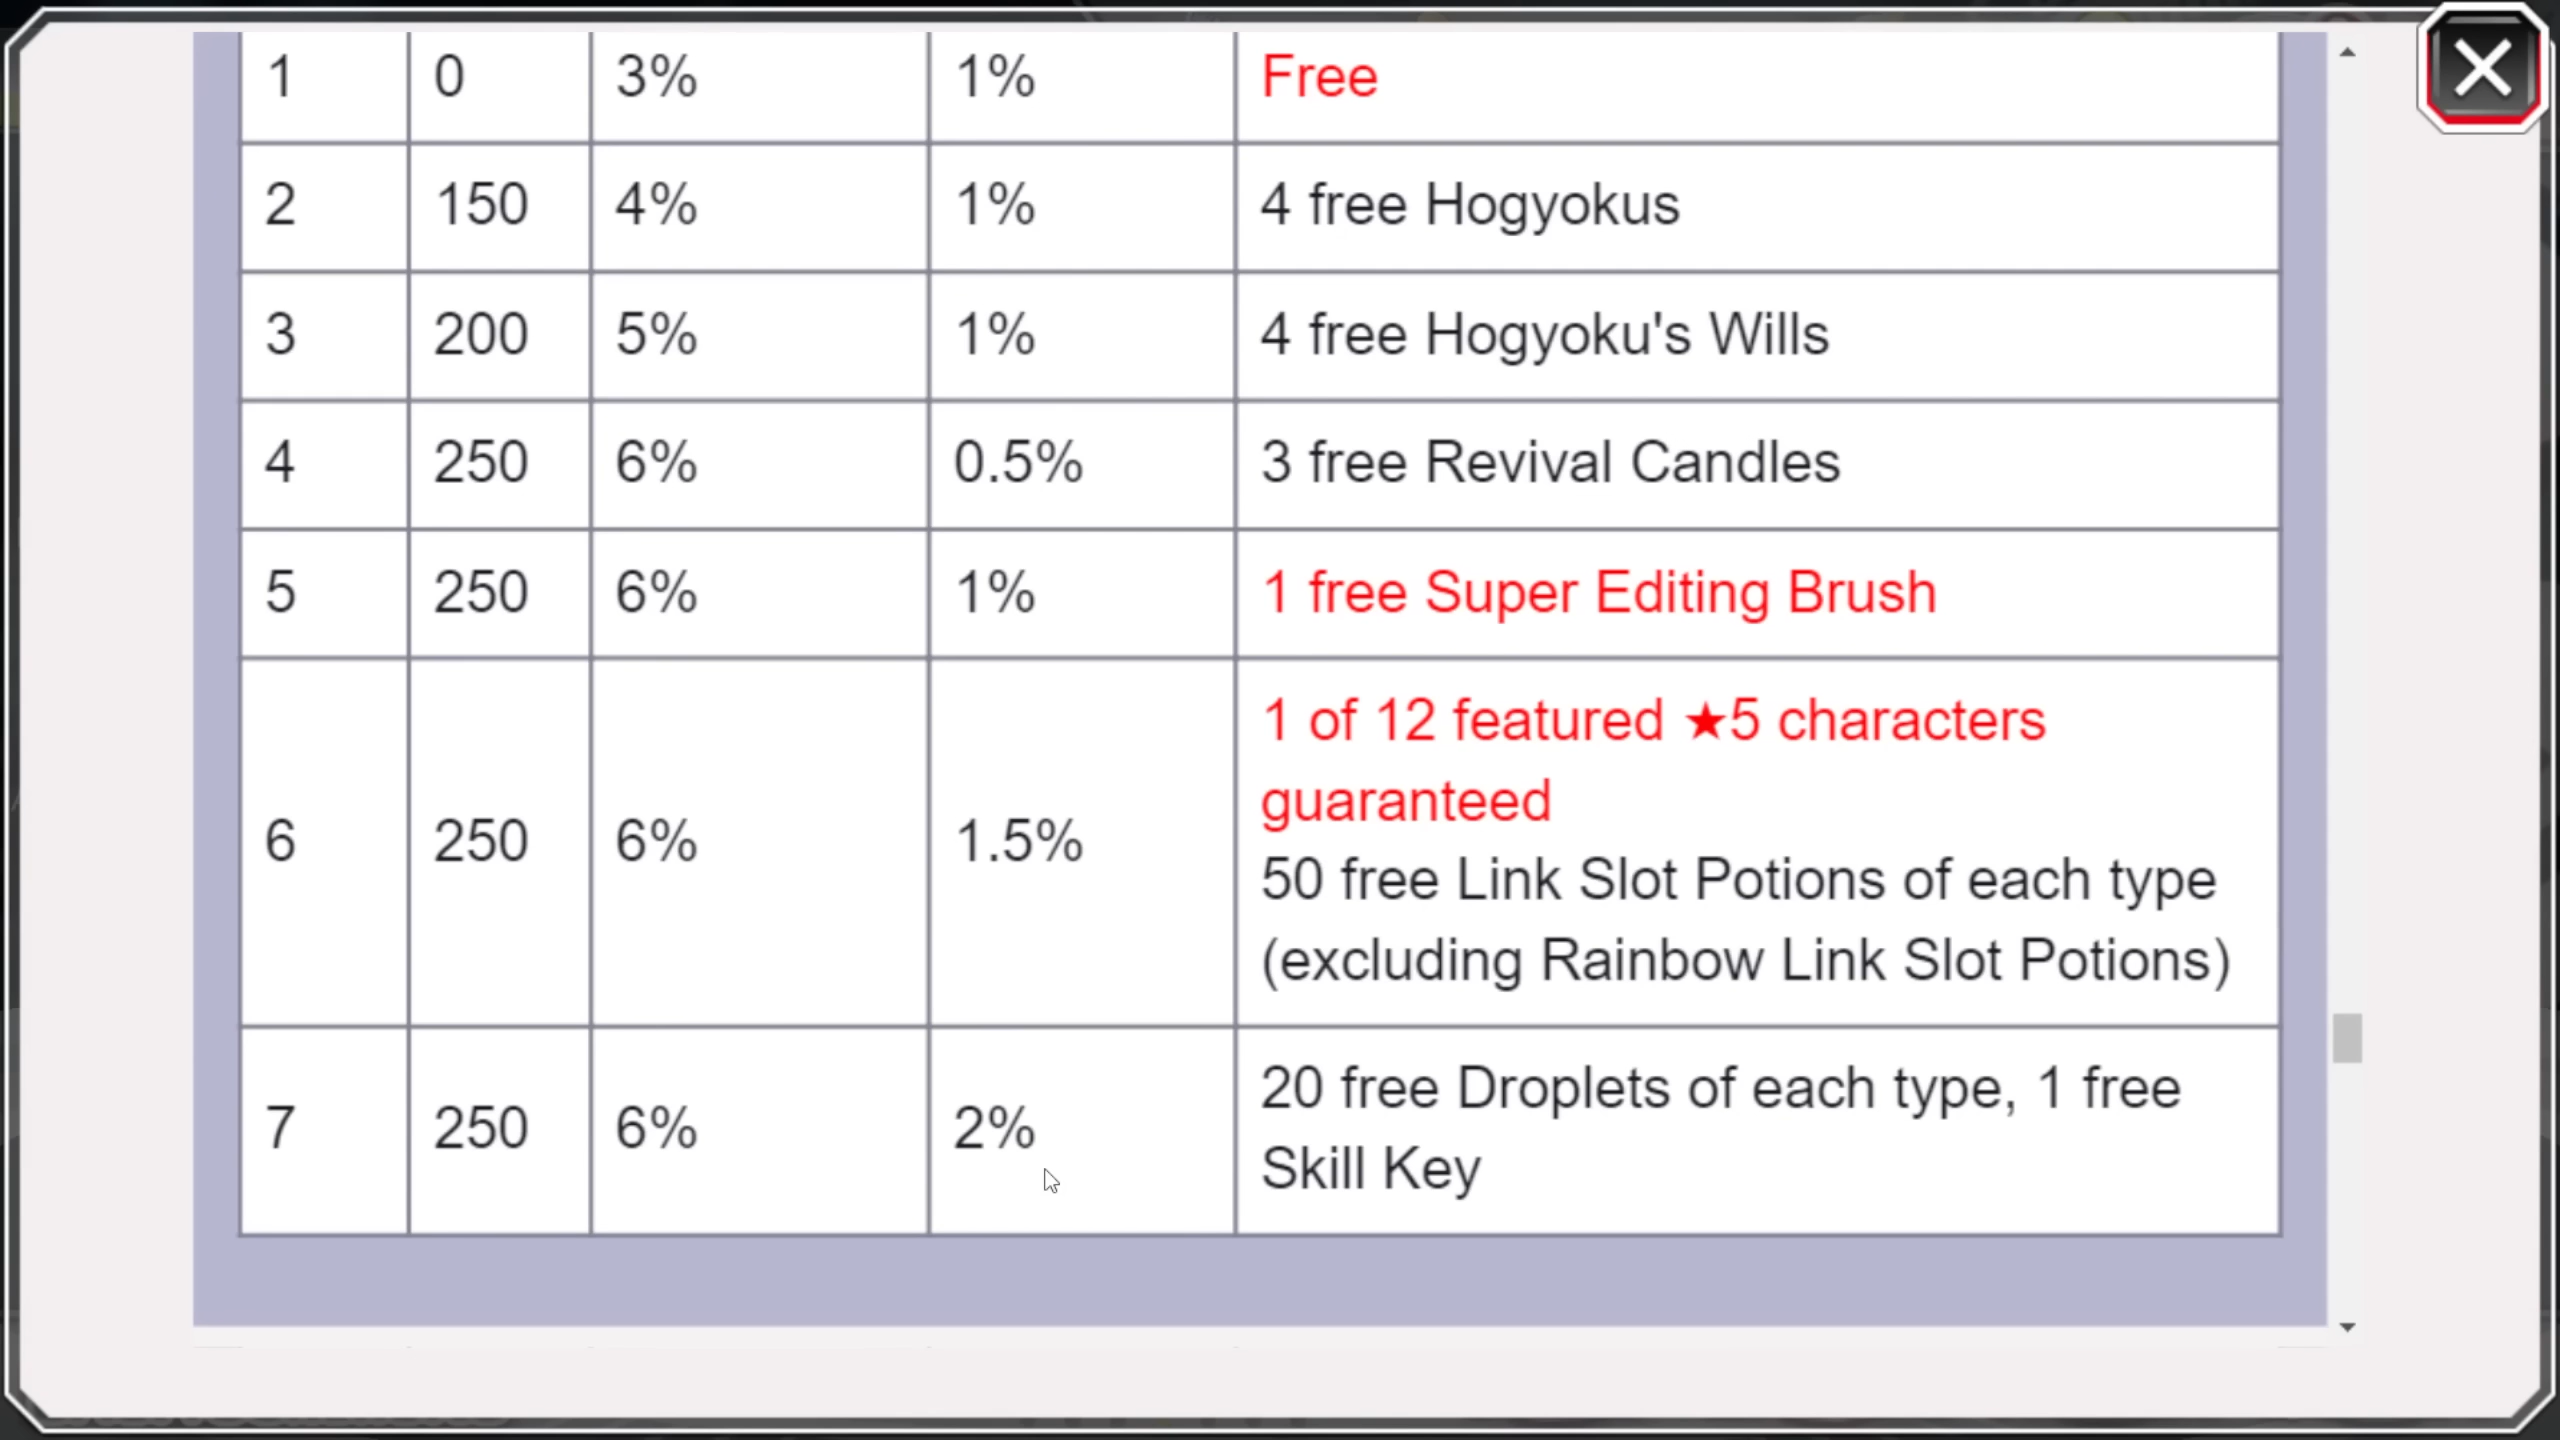 1 0 3% 1% Free
2 150 4% 1% 4 free Hogyokus
3 200 5% 1% 4 free Hogyoku's Wills
4 250 6% 0.5% 3 free Revival Candles
5 250 6% 1% 1 free Super Editing Brush
6 250 6% 1.5% 1 of 12 featured ★5 characters
guaranteed
50 free Link Slot Potions of each type
(excluding Rainbow Link Slot Potions)
7 250 6% 2% 20 free Droplets of each type, 1 free
Skill Key